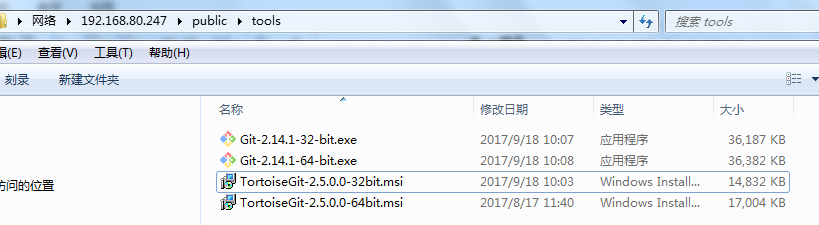 网络 192.168.80.247 public tools 搜索 tools
辑(E) 查看(V) 工具(T) 帮助(H)
刻录 新建文件夹
名称 修改日期 类型 大小
Git-2.14.1-32-bit.exe 2017/9/18 10:07 应用程序 36,187 KB
Git-2.14.1-64-bit.exe 2017/9/18 10:08 应用程序 36,382 KB
TortoiseGit-2.5.0.0-32bit.msi 2017/9/18 10:03 Windows Install... 14,832 KB
访问的位置
TortoiseGit-2.5.0.0-64bit.msi 2017/8/17 11:40 Windows Install... 17,004 KB